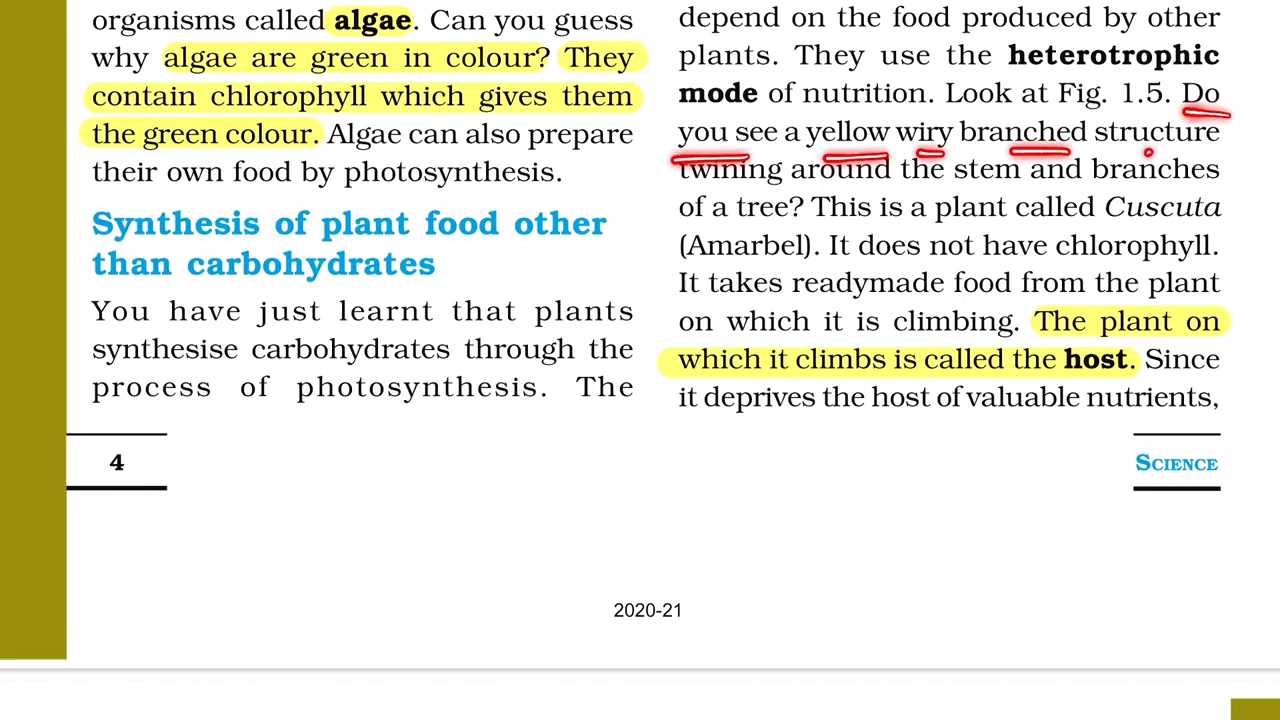 organisms called algae. Can you guess
why algae are green in colour? They
contain chlorophyll which gives them
the green colour. Algae can also prepare
their own food by photosynthesis.
Synthesis of plant food other
than carbohydrates
You have just learnt that plants
synthesise carbohydrates through the
process of photosynthesis. The
depend on the food produced by other
plants. They use the heterotrophic
mode of nutrition. Look at Fig. 1.5. Do
you see a yellow wiry branched structure
twining around the stem and branches
of a tree? This is a plant called Cuscuta
(Amarbel). It does not have chlorophyll.
It takes readymade food from the plant
on which it is climbing. The plant on
which it climbs is called the host. Since
it deprives the host of valuable nutrients,
4
SCIENCE
2020-21